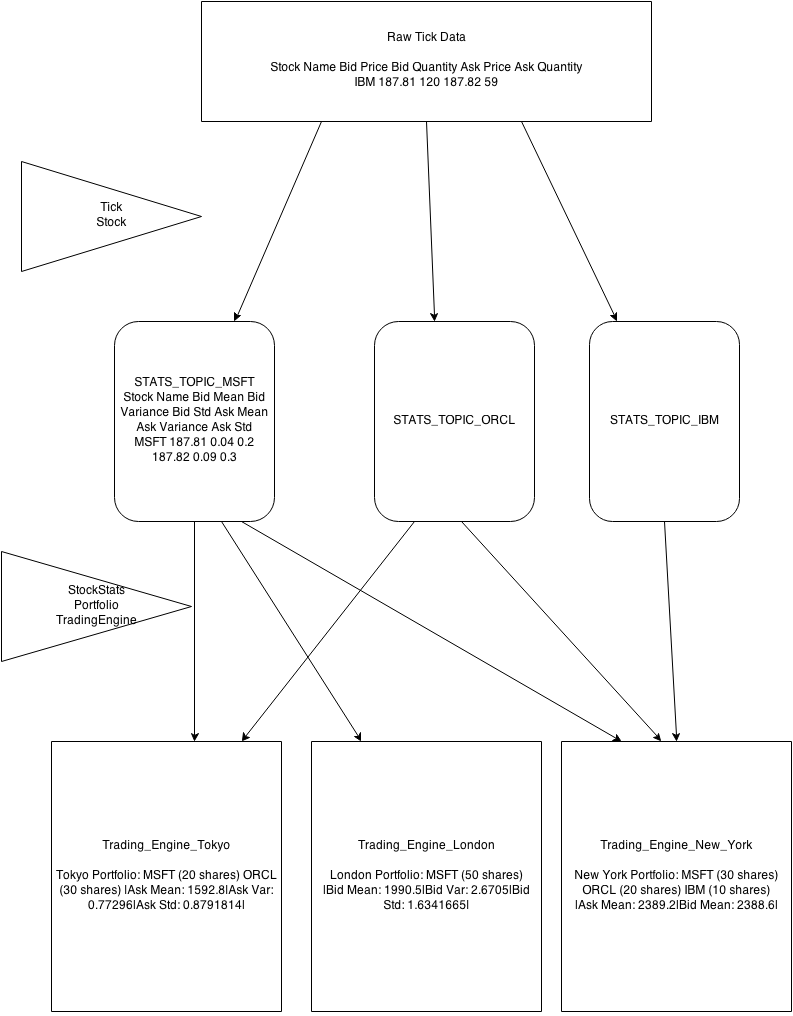 Raw Tick Data
Stock Name Bid Price Bid Quantity Ask Price Ask Quantity
IBM 187.81 120 187.82 59
Tick
Stock
STATS_TOPIC_MSFT
Stock Name Bid Mean Bid
Variance Bid Std Ask Mean
Ask Variance Ask Std
MSFT 187.81 0.04 0.2
187.82 0.09 0.3
STATS_TOPIC_ORCL
STATS_TOPIC_IBM
StockStats
Portfolio
TradingEngine
Trading_Engine_Tokyo
Tokyo Portfolio: MSFT (20 shares) ORCL
(30 shares) |Ask Mean: 1592.8|Ask Var:
0.77296|Ask Std: 0.8791814|
Trading_Engine_London
London Portfolio: MSFT (50 shares)
|Bid Mean: 1990.5|Bid Var: 2.6705|Bid
Std: 1.6341665|
Trading_Engine_New_York
New York Portfolio: MSFT (30 shares)
ORCL (20 shares) IBM (10 shares)
|Ask Mean: 2389.2|Bid Mean: 2388.6|